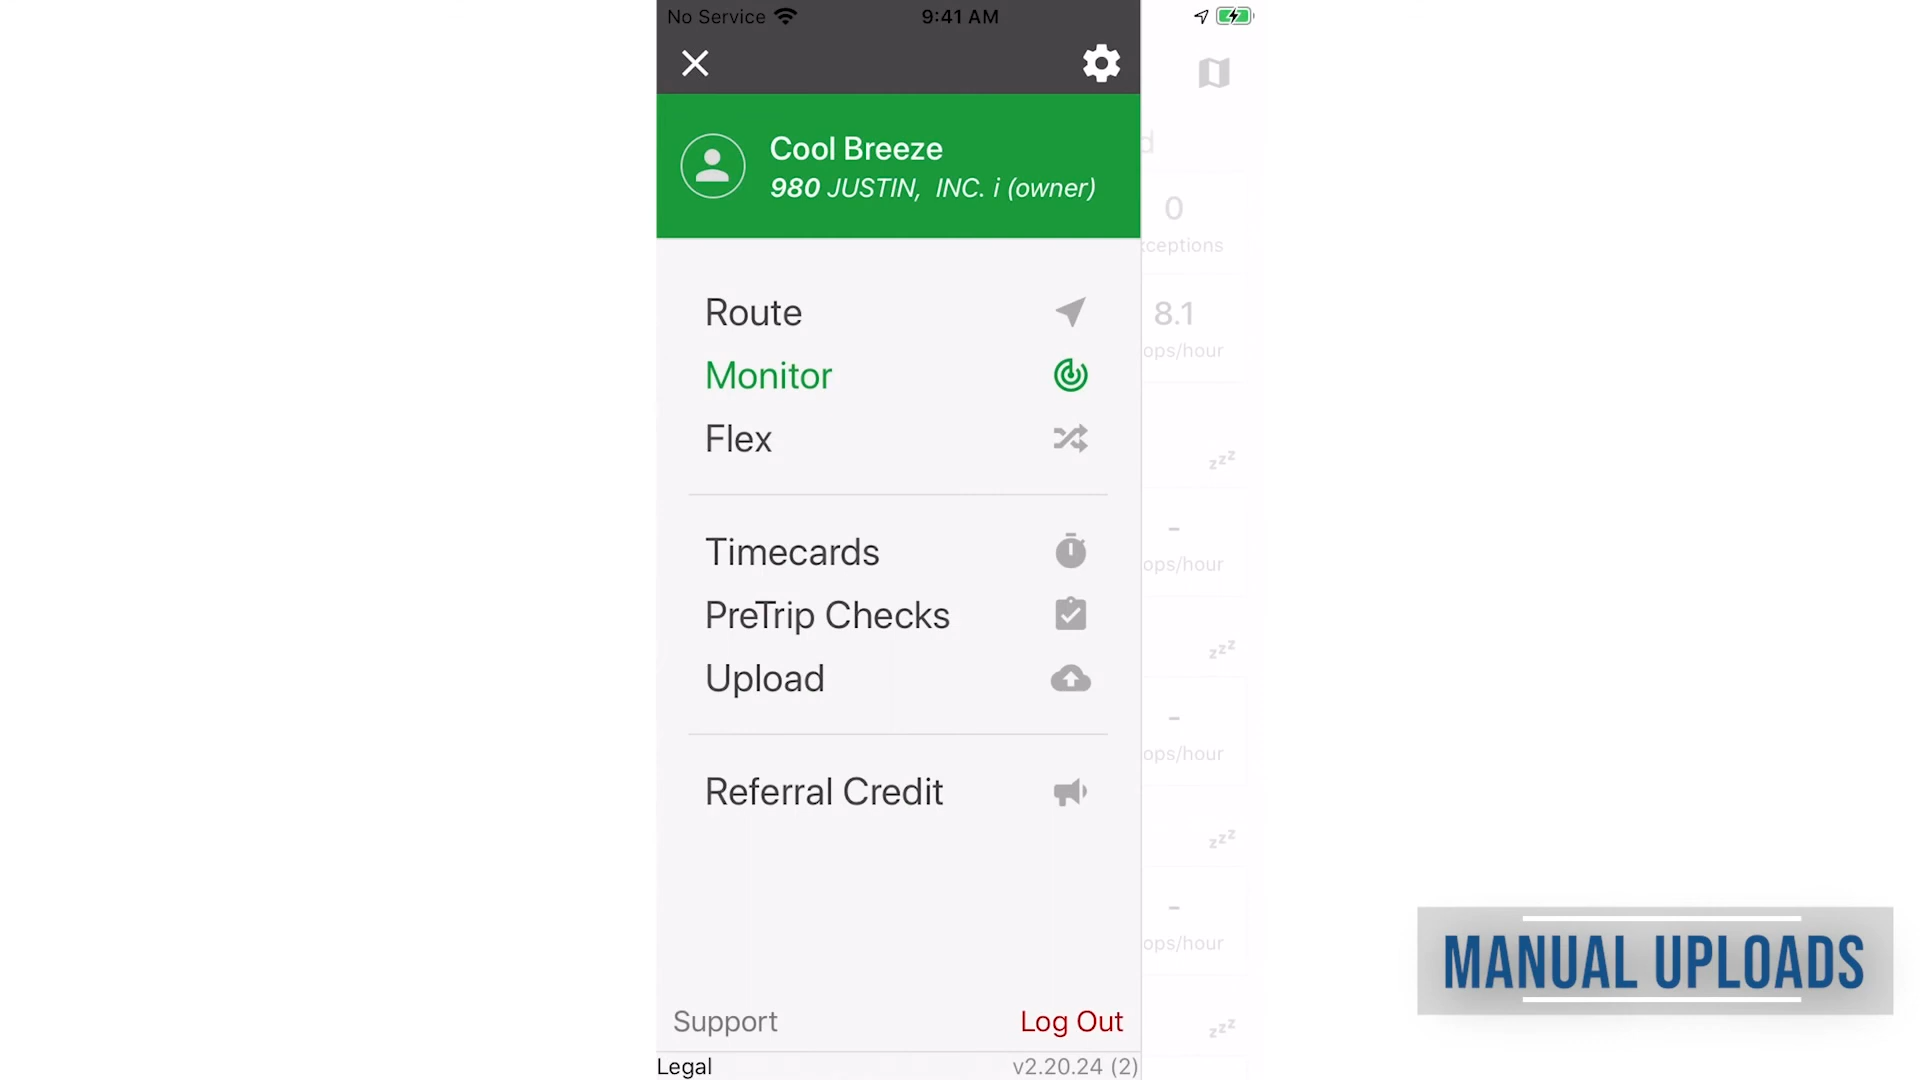 No Service
9:41 AM
Cool Breeze
980 JUSTIN, INC. i (owner)
0
ceptions
Route
8.1
ops/hour
Monitor
Flex
zzz
Timecards
-
ops/hour
PreTrip Checks
zzz
Upload
-
ops/hour
Referral Credit
zzz
-
ops/hour
MANUAL UPLOADS
Support
Log Out
zzz
Legal
v2.20.24 (2)